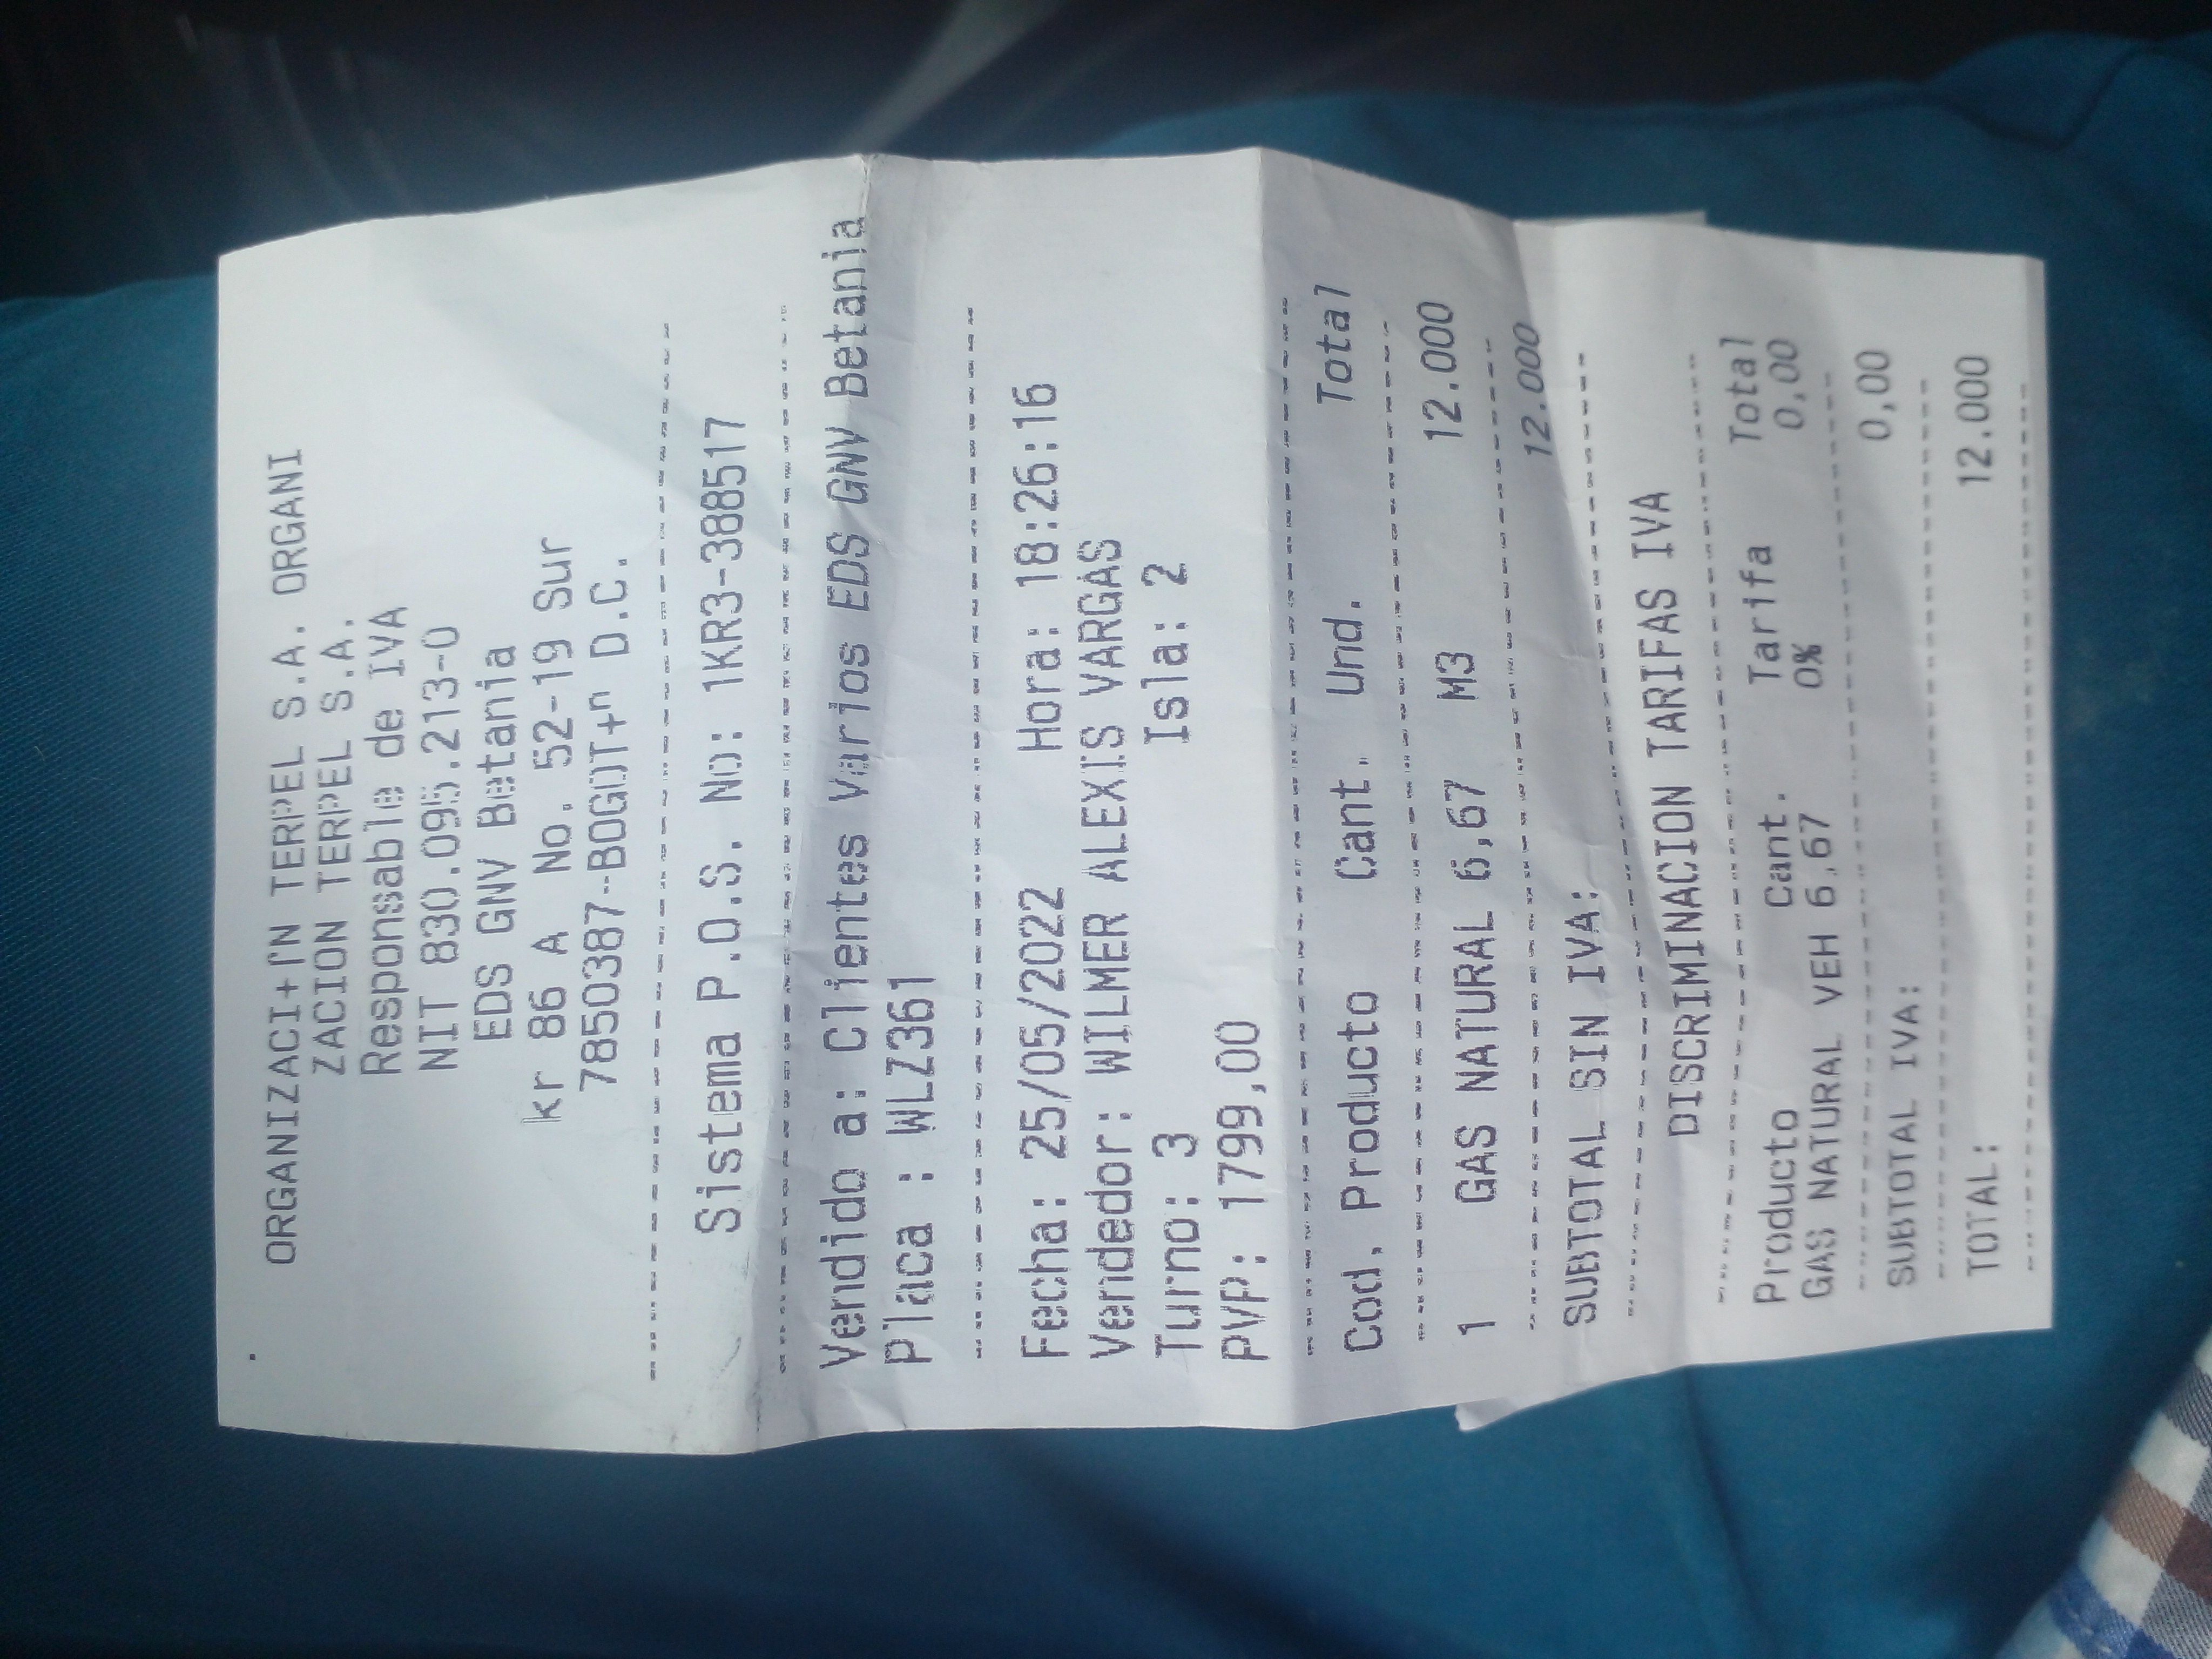 ORGANIZACI+ΓN TERPEL S.A. ORGANI
ZACION TERPEL S.A.
Responsable de IVA
NIT 830.095.213-0
EDS GNV Betania
kr 86 A No. 52-19 Sur
7850387--BOGOT+ⁿ D.C.
Sistema P.O.S. No: 1KR3-388517
Vendido a: Clientes Varios EDS GNV Betania
Placa : WLZ361
Fecha: 25/05/2022 Hora: 18:26:16
Vendedor: WILMER ALEXIS VARGAS
Turno: 3 Isla: 2
PVP: 1799,00
Cod. Producto Cant. Und. Total
1 GAS NATURAL 6,67 M3 12.000
SUBTOTAL SIN IVA: 12.000
DISCRIMINACION TARIFAS IVA
Producto Cant. Tarifa Total
GAS NATURAL VEH 6,67 0% 0,00
SUBTOTAL IVA: 0,00
TOTAL: 12.000